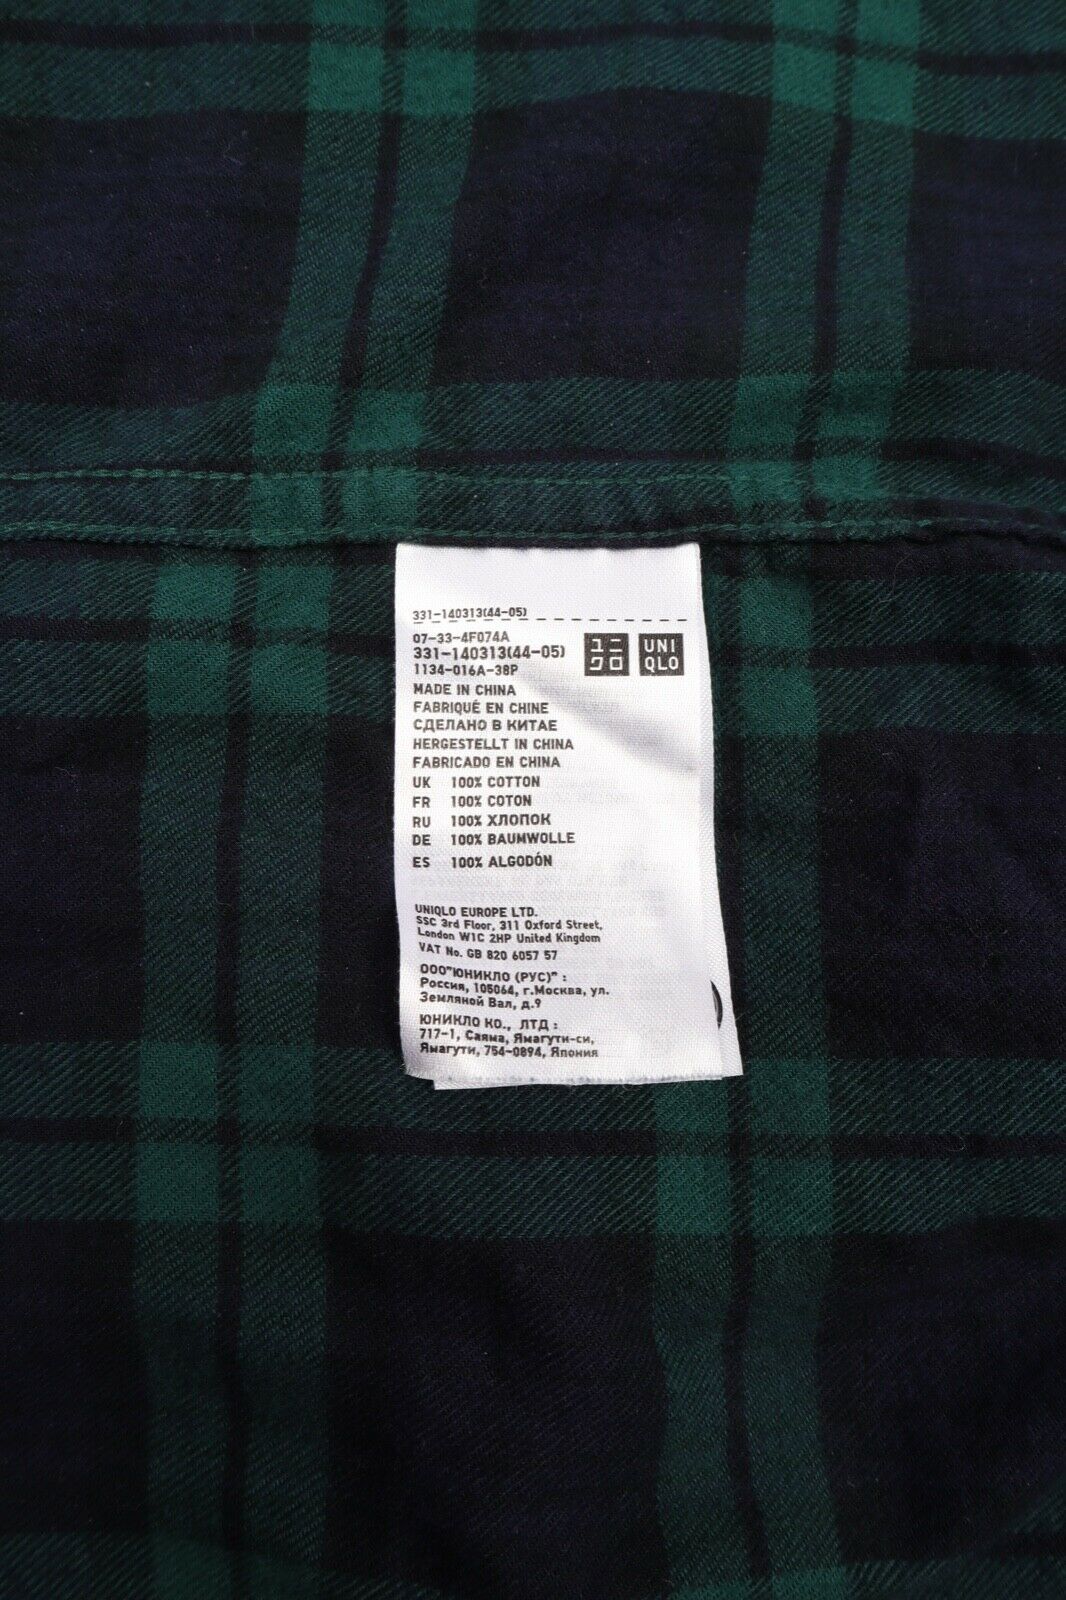 331-140313(44-05)
07-33-4F074A
331-140313(44-05)
1134-016A-38P
ユニ
クロ
UNI
QLO
MADE IN CHINA
FABRIQUÉ EN CHINE
СДЕЛАНО В КИТАЕ
HERGESTELLT IN CHINA
FABRICADO EN CHINA
UK 100% COTTON
FR 100% COTON
RU 100% ХЛОПОК
DE 100% BAUMWOLLE
ES 100% ALGODÓN
UNIQLO EUROPE LTD.
SSC 3rd Floor, 311 Oxford Street,
London W1C 2HP United Kingdom
VAT No. GB 820 6057 57
ООО"ЮНИКЛО (РУС)" :
Россия, 105064, г.Москва, ул.
Земляной Вал, д.9
ЮНИКЛО КО., ЛТД :
717-1, Саяма, Ямагути-си,
Ямагути, 754-0894, Япония